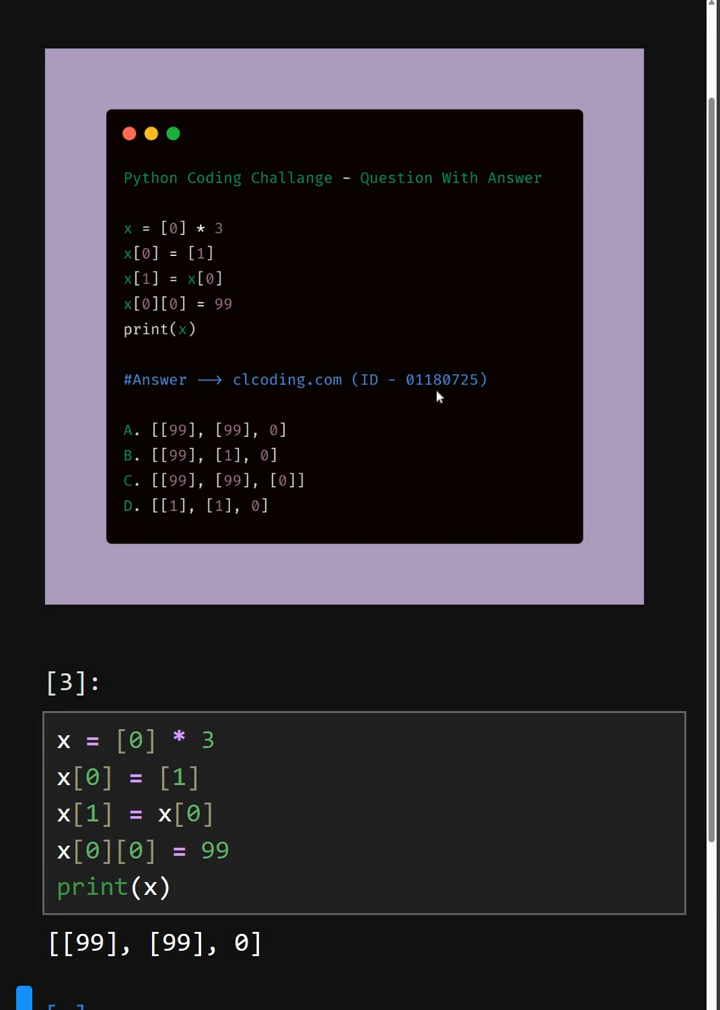 Python Coding Challange - Question With Answer
x = [0] * 3
x[0] = [1]
x[1] = x[0]
x[0][0] = 99
print(x)
#Answer --> clcoding.com (ID - 01180725)
A. [[99], [99], 0]
B. [[99], [1], 0]
C. [[99], [99], [0]]
D. [[1], [1], 0]
[3]:
x = [0] * 3
x[0] = [1]
x[1] = x[0]
x[0][0] = 99
print(x)
[[99], [99], 0]